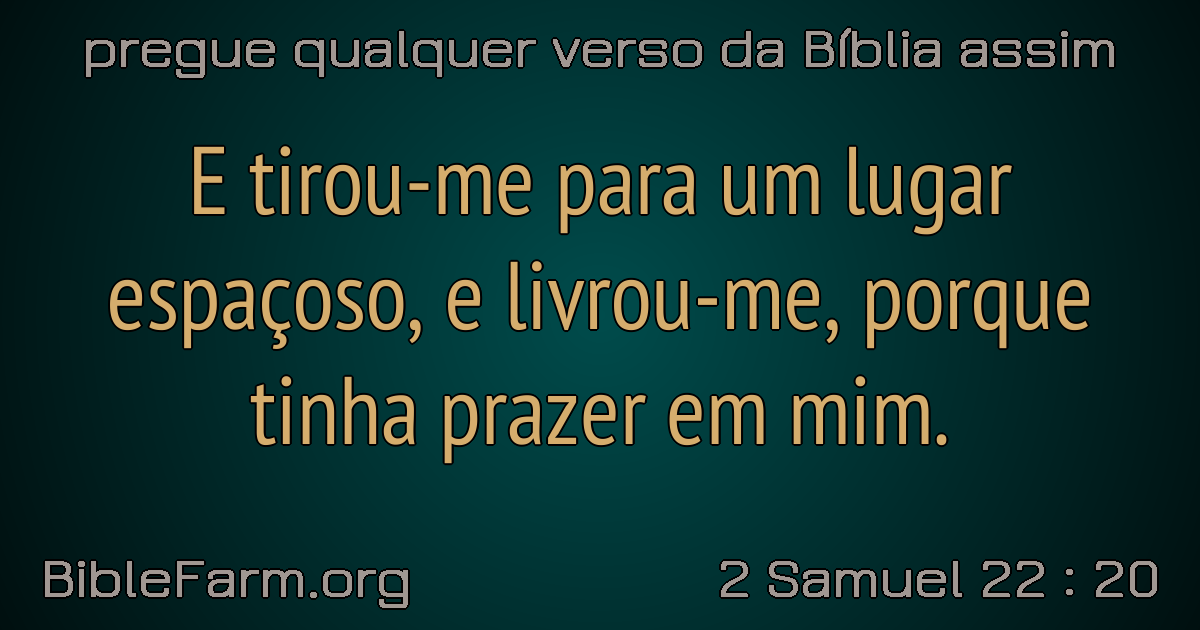 pregue qualquer verso da Bíblia assim
E tirou-me para um lugar
espaçoso, e livrou-me, porque
tinha prazer em mim.
BibleFarm.org
2 Samuel 22 : 20